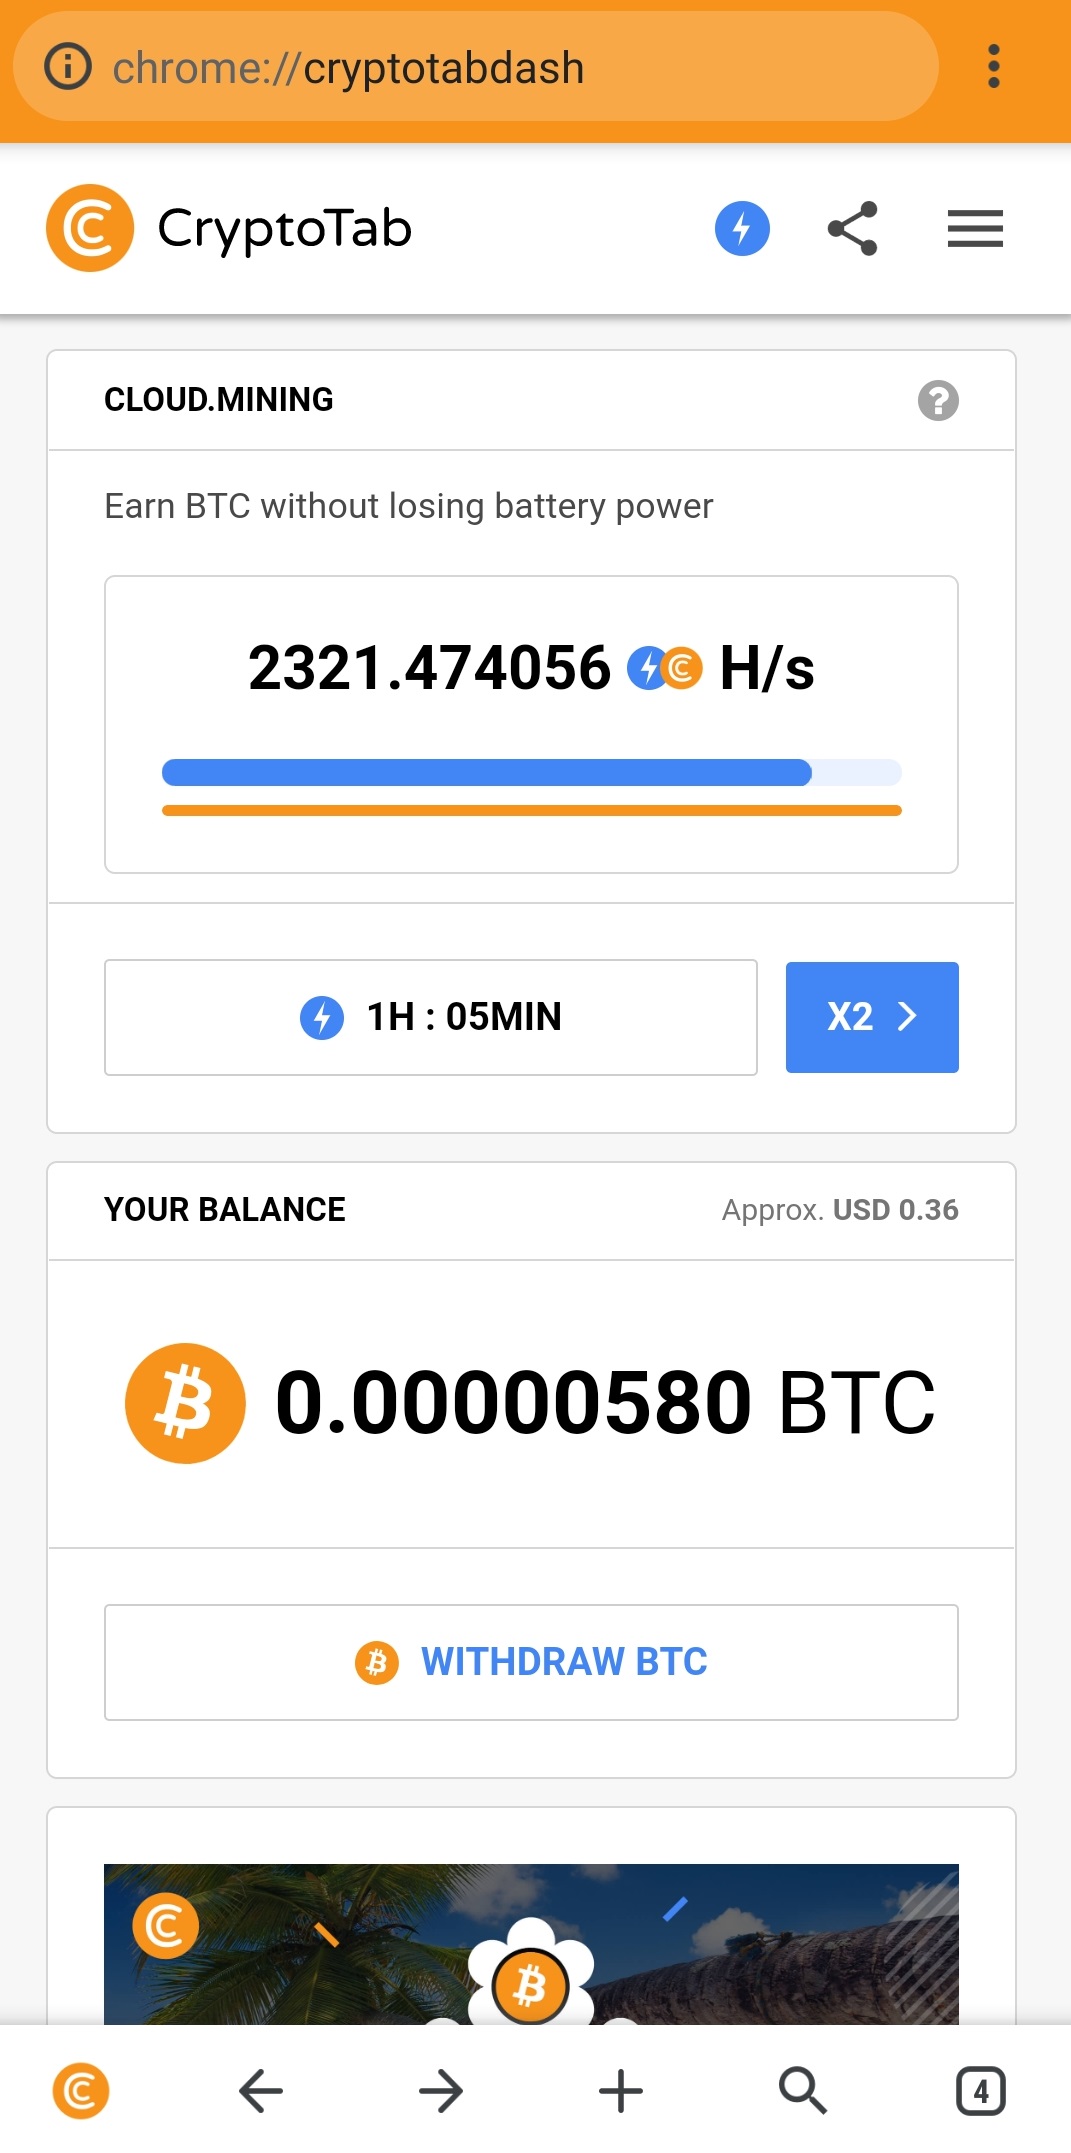 chrome://cryptotabdash
CryptoTab
CLOUD.MINING
Earn BTC without losing battery power
2321.474056 H/s
1H : 05MIN
X2
YOUR BALANCE
Approx. USD 0.36
0.00000580 BTC
WITHDRAW BTC
4